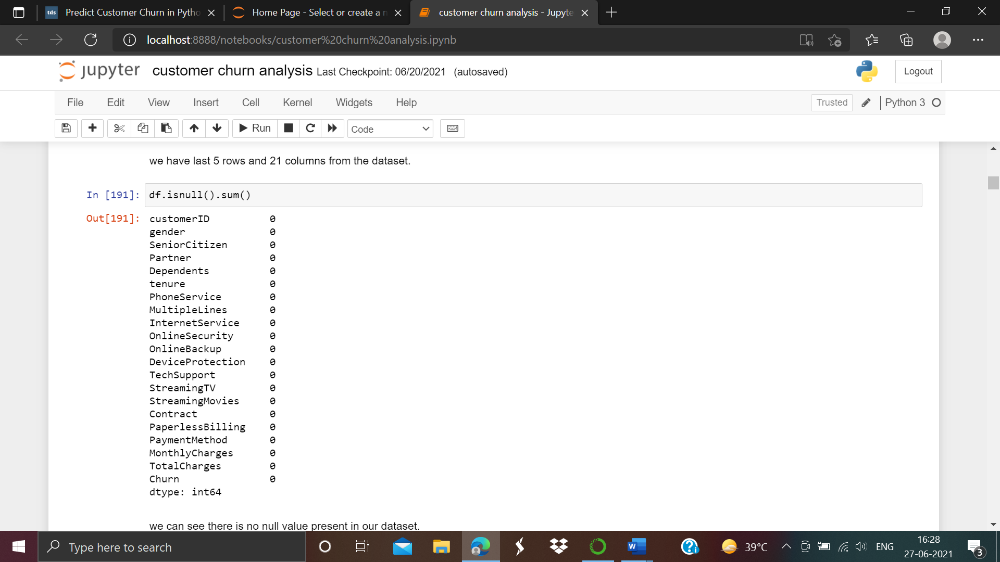 tds Predict Customer Churn in Pytho
Home Page - Select or create a n
customer churn analysis - Jupyte
localhost:8888/notebooks/customer%20churn%20analysis.ipynb
jupyter customer churn analysis Last Checkpoint: 06/20/2021 (autosaved)
Logout
File Edit View Insert Cell Kernel Widgets Help
Trusted Python 3
Run Code
we have last 5 rows and 21 columns from the dataset.
In [191]: df.isnull().sum()
Out[191]: customerID 0
gender 0
SeniorCitizen 0
Partner 0
Dependents 0
tenure 0
PhoneService 0
MultipleLines 0
InternetService 0
OnlineSecurity 0
OnlineBackup 0
DeviceProtection 0
TechSupport 0
StreamingTV 0
StreamingMovies 0
Contract 0
PaperlessBilling 0
PaymentMethod 0
MonthlyCharges 0
TotalCharges 0
Churn 0
dtype: int64
we can see there is no null value present in our dataset.
Type here to search
W
39°C
ENG
16:28
27-06-2021
3